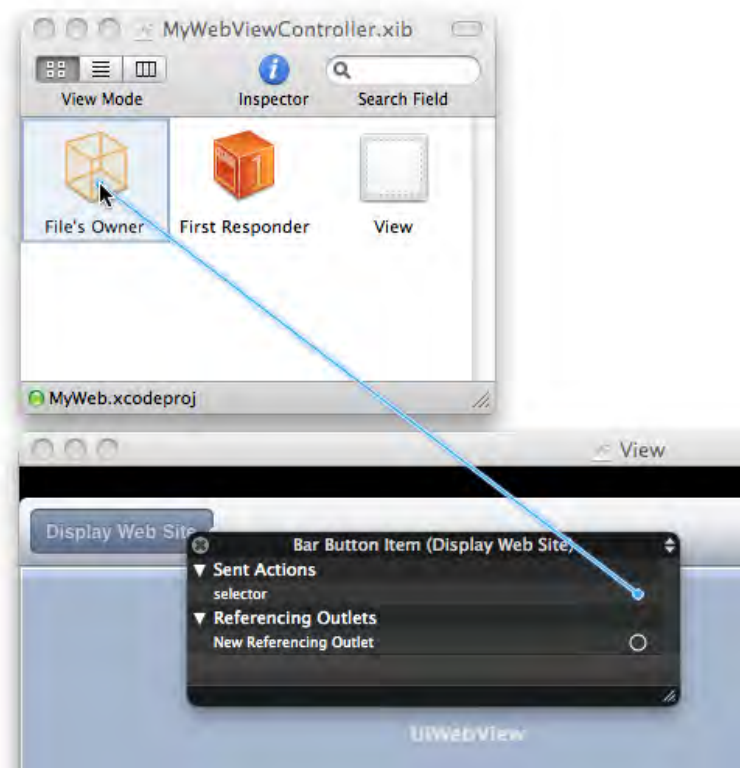 MyWebViewController.xib
View Mode
Inspector
Search Field
File's Owner
First Responder
1
View
MyWeb.xcodeproj
View
Display Web Site
Bar Button Item (Display Web Site)
Sent Actions
selector
Referencing Outlets
New Referencing Outlet
UIWebView